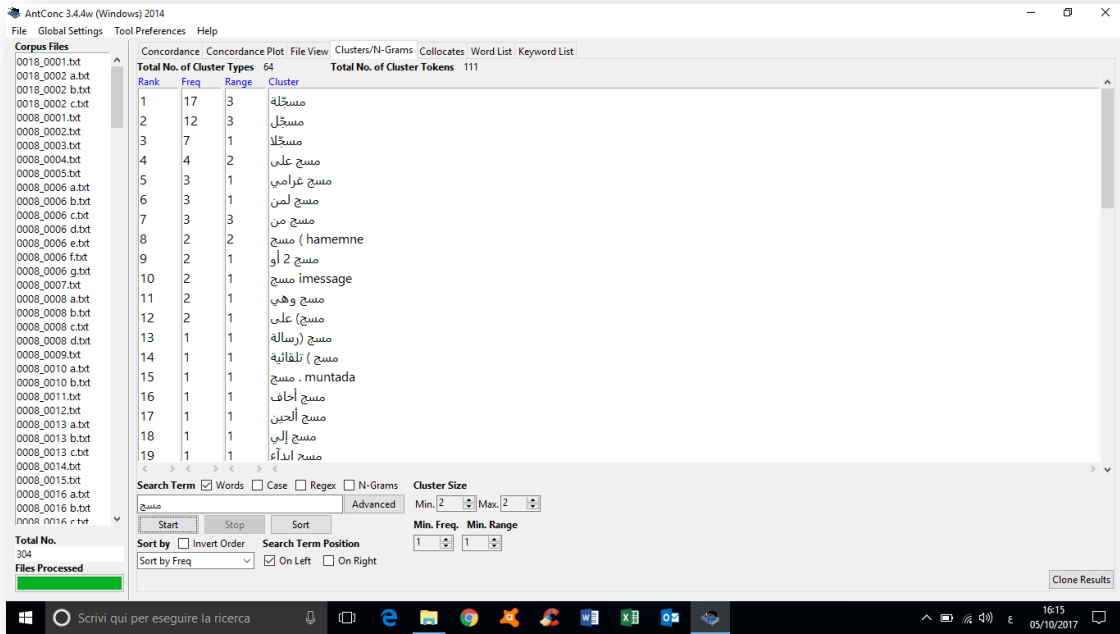 AntConc 3.4.4w (Windows) 2014
File Global Settings Tool Preferences Help
Corpus Files
0018_0001.txt
0018_0002 a.txt
0018_0002 b.txt
0018_0002 c.txt
0008_0001.txt
0008_0002.txt
0008_0003.txt
0008_0004.txt
0008_0005.txt
0008_0006 a.txt
0008_0006 b.txt
0008_0006 c.txt
0008_0006 d.txt
0008_0006 e.txt
0008_0006 f.txt
0008_0006 g.txt
0008_0007.txt
0008_0008 a.txt
0008_0008 b.txt
0008_0008 c.txt
0008_0008 d.txt
0008_0009.txt
0008_0010 a.txt
0008_0010 b.txt
0008_0011.txt
0008_0012.txt
0008_0013 a.txt
0008_0013 b.txt
0008_0013 c.txt
0008_0014.txt
0008_0015.txt
0008_0016 a.txt
0008_0016 b.txt
0008_0016 c.txt
Total No.
304
Files Processed
Concordance Concordance Plot File View Clusters/N-Grams Collocates Word List Keyword List
Total No. of Cluster Types 64 Total No. of Cluster Tokens 111
Rank Freq Range Cluster
1 17 3 مسجّلة
2 12 3 مسجّل
3 7 1 مسجّلا
4 4 2 مسج على
5 3 1 مسج غرامي
6 3 1 مسج لمن
7 3 3 مسج من
8 2 2 مسج ( hamemne
9 2 1 مسج 2 أو
10 2 1 مسج imessage
11 2 1 مسج وهي
12 2 1 مسج) على
13 1 1 مسج (رسالة
14 1 1 مسج ) تلقائية
15 1 1 مسج . muntada
16 1 1 مسج أخاف
17 1 1 مسج ألحين
18 1 1 مسج إلي
19 1 1 مسج ابدآء
Search Term Words Case Regex N-Grams Cluster Size
مسج Advanced Min. 2 Max. 2
Start Stop Sort Min. Freq. Min. Range
Sort by Invert Order Search Term Position 1 1
Sort by Freq On Left On Right
Clone Results
Scrivi qui per eseguire la ricerca
ع
16:15
05/10/2017